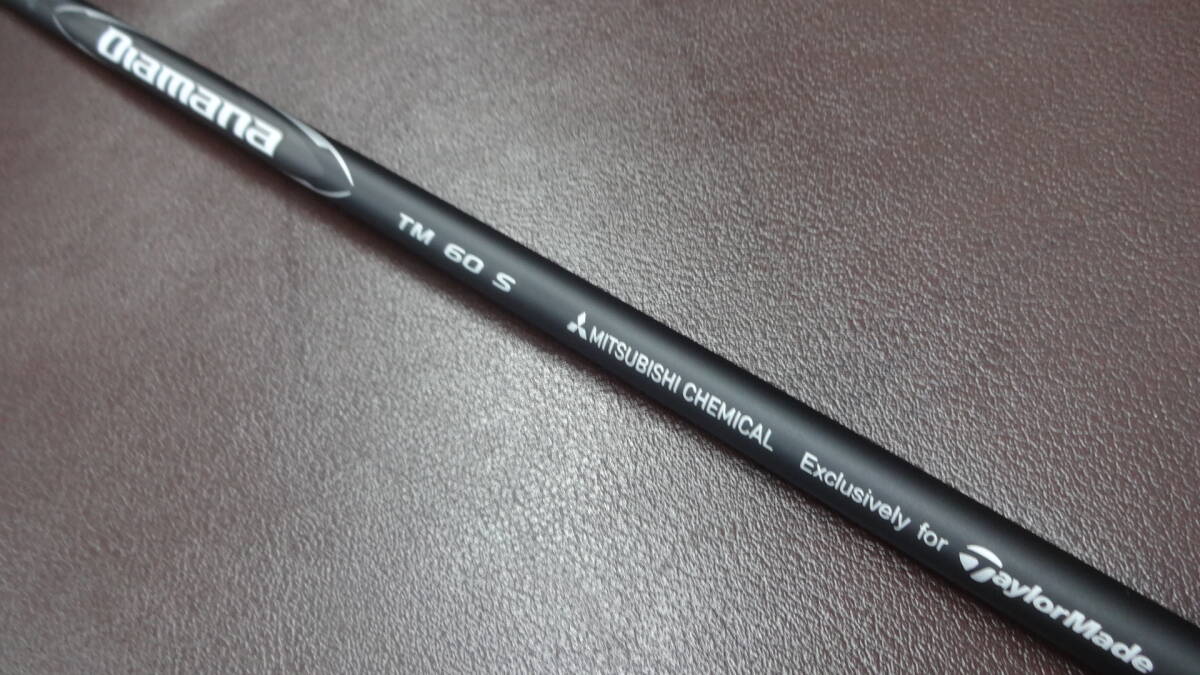 Diamana
TM 60 S
MITSUBISHI CHEMICAL
Exclusively for TaylorMade